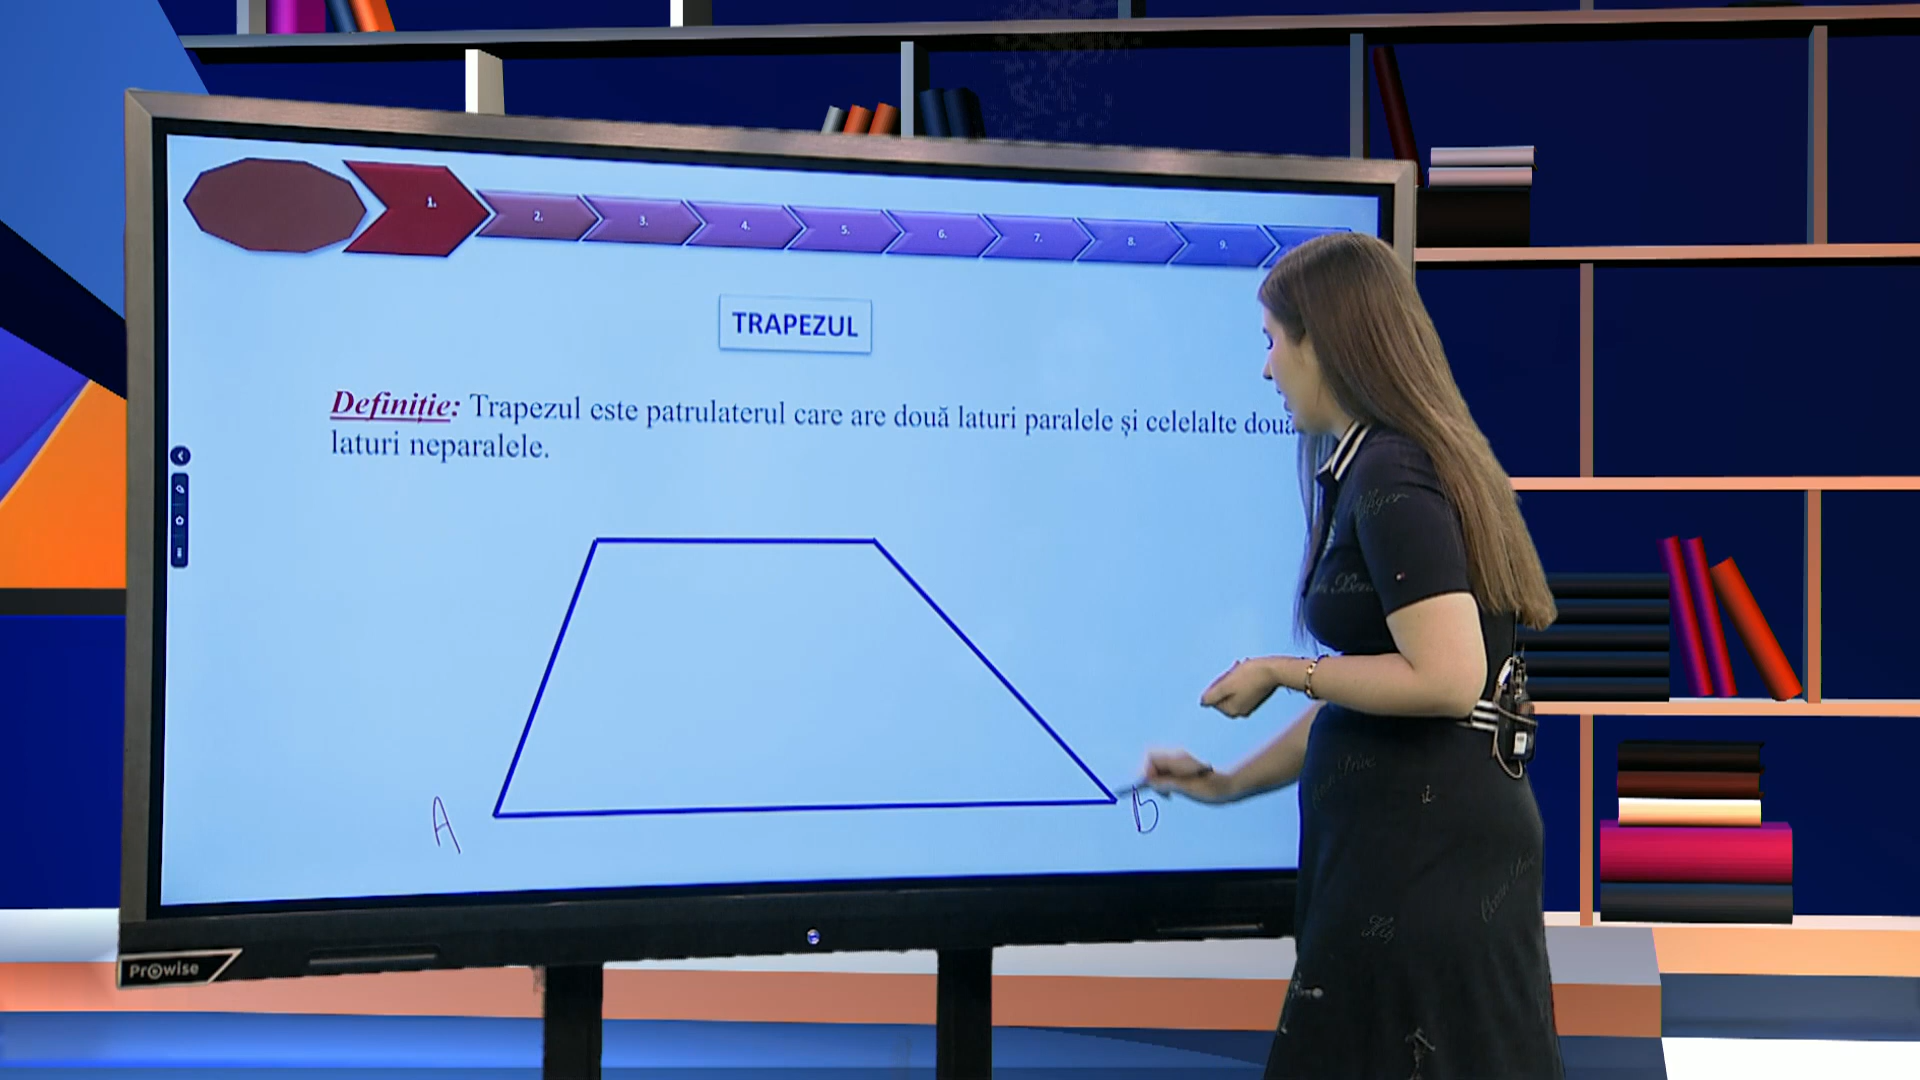 1.
2.
3.
4.
5.
6.
7.
8.
9.
TRAPEZUL
Definiție: Trapezul este patrulaterul care are două laturi paralele și celelalte două
laturi neparalele.
A
B
Prowise